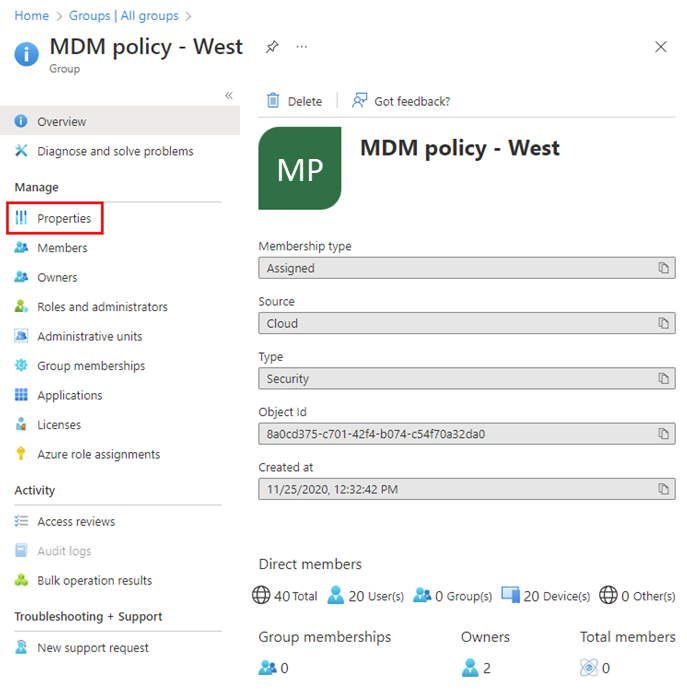 Home > Groups | All groups >
MDM policy - West
...
Group
«
Overview
Diagnose and solve problems
Manage
Properties
Members
Owners
Roles and administrators
Administrative units
Group memberships
Applications
Licenses
Azure role assignments
Activity
Access reviews
Audit logs
Bulk operation results
Troubleshooting + Support
New support request
Delete
Got feedback?
MP
MDM policy - West
Membership type
Assigned
Source
Cloud
Type
Security
Object Id
8a0cd375-c701-42f4-b074-c54f70a32da0
Created at
11/25/2020, 12:32:42 PM
Direct members
40 Total 20 User(s) 0 Group(s) 20 Device(s) 0 Other(s)
Group memberships Owners Total members
0 2 0